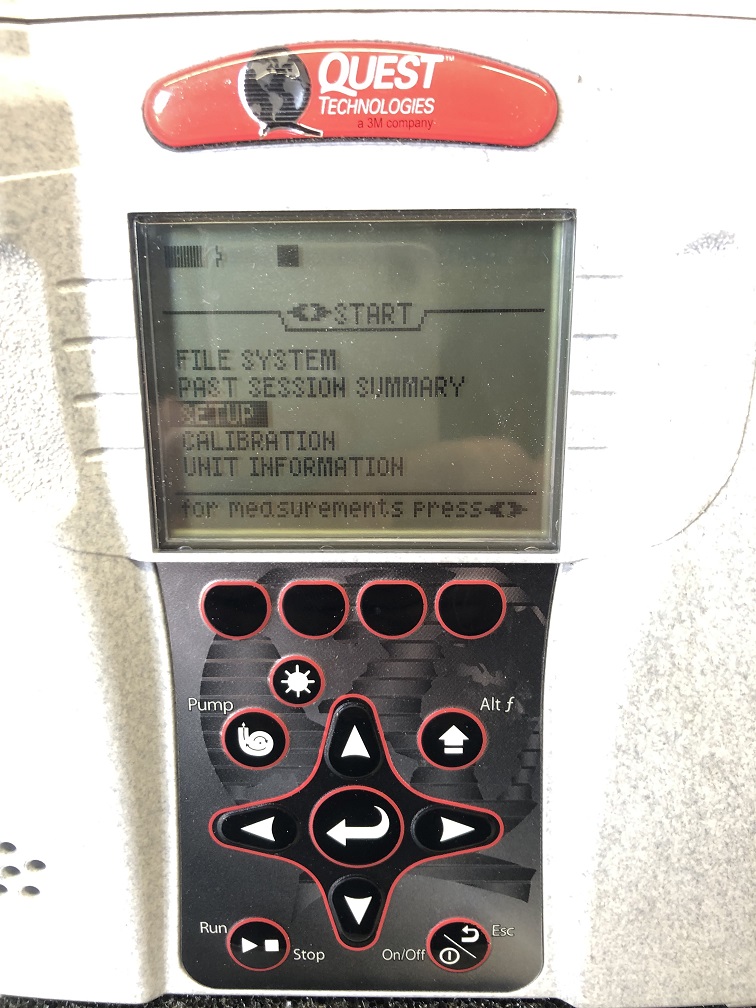 QUEST™
TECHNOLOGIES
a 3M company
START
FILE SYSTEM
PAST SESSION SUMMARY
SETUP
CALIBRATION
UNIT INFORMATION
for measurements press
Pump
Alt ƒ
Run
Stop
On/Off
Esc